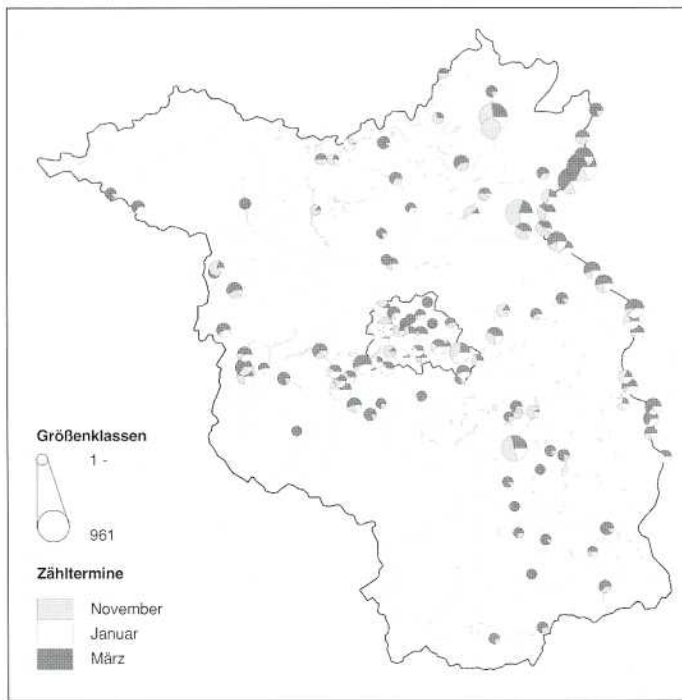 Größenklassen
1 -
961
Zähltermine
November
Januar
März